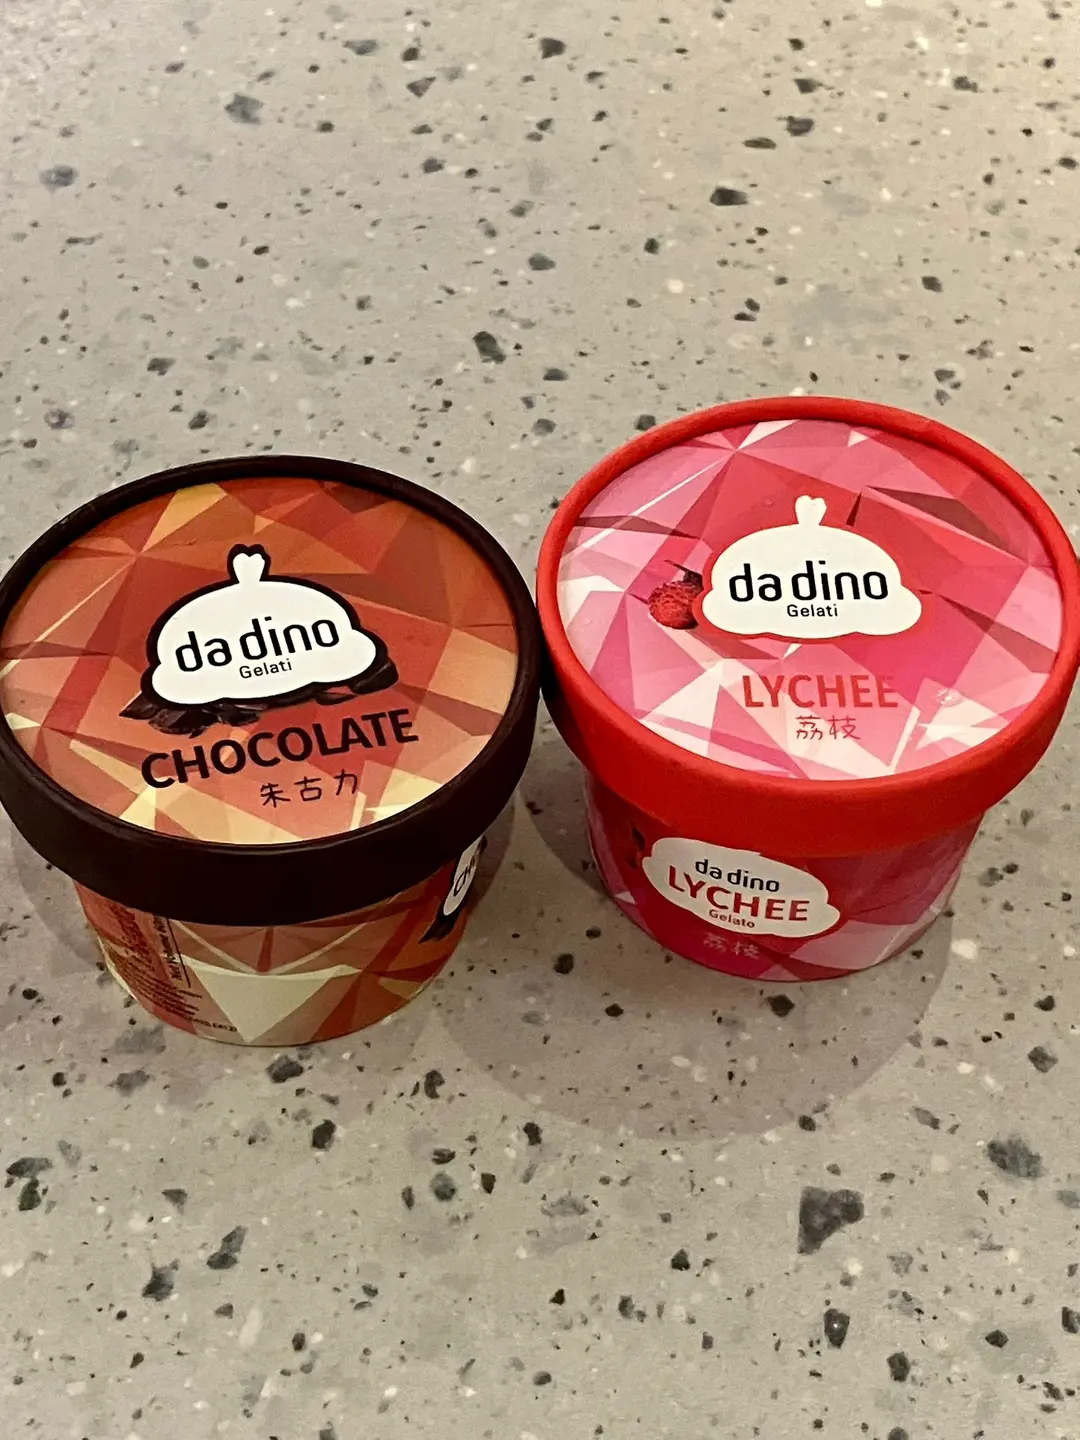 da dino
Gelati
CHOCOLATE
朱古力
da dino
Gelati
LYCHEE
荔枝
da dino
LYCHEE
Gelato
荔枝